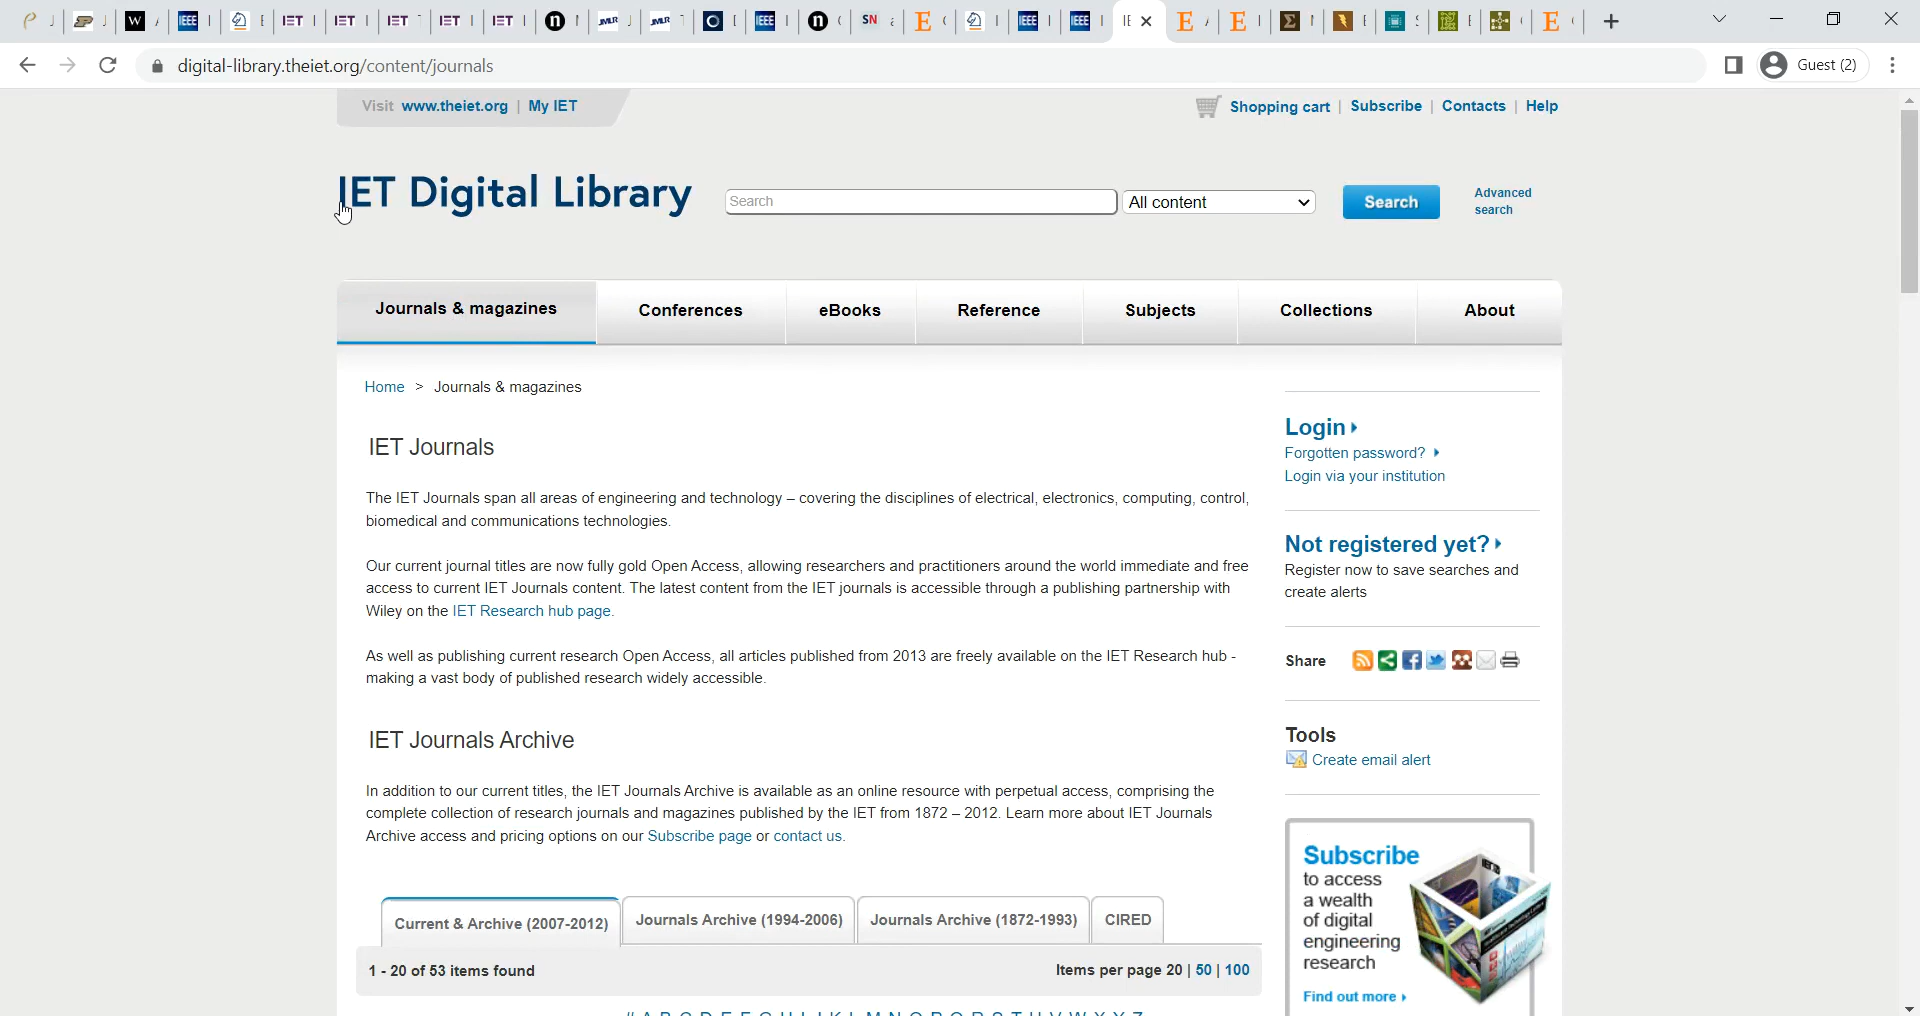 digital-library.theiet.org/content/journals
Guest (2)
Visit www.theiet.org | My IET
Shopping cart | Subscribe | Contacts | Help
IET Digital Library
Search
All content
Search
Advanced
search
Journals & magazines
Conferences
eBooks
Reference
Subjects
Collections
About
Home > Journals & magazines
IET Journals
The IET Journals span all areas of engineering and technology – covering the disciplines of electrical, electronics, computing, control,
biomedical and communications technologies.
Our current journal titles are now fully gold Open Access, allowing researchers and practitioners around the world immediate and free
access to current IET Journals content. The latest content from the IET journals is accessible through a publishing partnership with
Wiley on the IET Research hub page.
As well as publishing current research Open Access, all articles published from 2013 are freely available on the IET Research hub -
making a vast body of published research widely accessible.
IET Journals Archive
In addition to our current titles, the IET Journals Archive is available as an online resource with perpetual access, comprising the
complete collection of research journals and magazines published by the IET from 1872 – 2012. Learn more about IET Journals
Archive access and pricing options on our Subscribe page or contact us.
Current & Archive (2007-2012)
Journals Archive (1994-2006)
Journals Archive (1872-1993)
CIRED
1 - 20 of 53 items found
Items per page 20 | 50 | 100
Login
Forgotten password?
Login via your institution
Not registered yet?
Register now to save searches and
create alerts
Share
Tools
Create email alert
Subscribe
to access
a wealth
of digital
engineering
research
Find out more